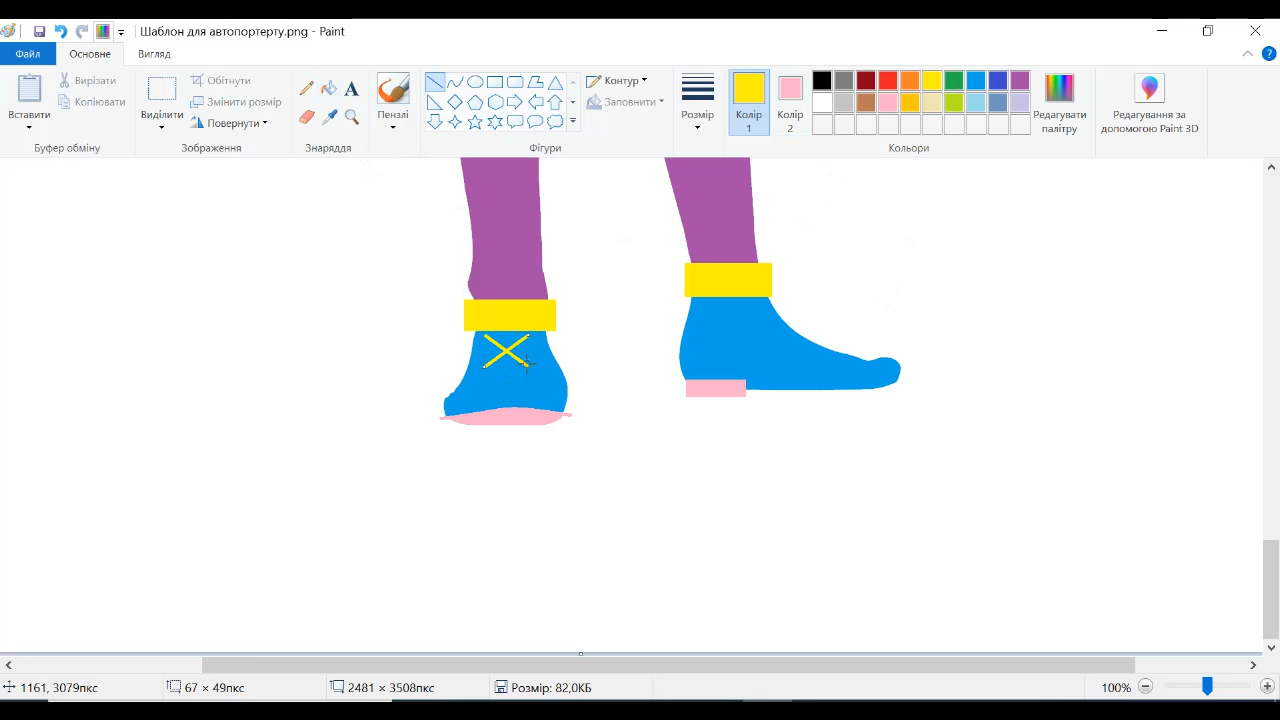 Шаблон для автопортерту.png - Paint
Файл
Основне
Вигляд
Вставити
Вирізати
Копіювати
Буфер обміну
Виділити
Обітнути
Змінити розмір
Повернути
Зображення
A
Знаряддя
Пензлі
Контур
Заповнити
Фігури
Розмір
Колір
1
Колір
2
Кольори
Редагувати
палітру
Редагування за
допомогою Paint 3D
1161, 3079пкс
67 × 49пкс
2481 × 3508пкс
Розмір: 82,0КБ
100%